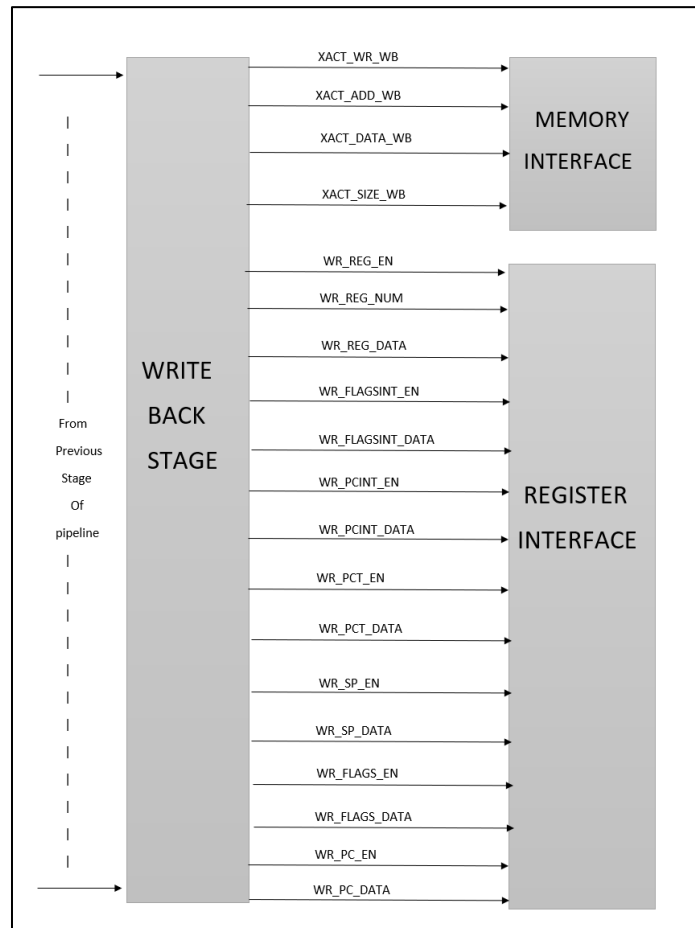 XACT_WR_WB
XACT_ADD_WB
XACT_DATA_WB
XACT_SIZE_WB
MEMORY
INTERFACE
WR_REG_EN
WR_REG_NUM
WR_REG_DATA
WR_FLAGSINT_EN
WR_FLAGSINT_DATA
WR_PCINT_EN
WR_PCINT_DATA
WR_PCT_EN
WR_PCT_DATA
WR_SP_EN
WR_SP_DATA
WR_FLAGS_EN
WR_FLAGS_DATA
WR_PC_EN
WR_PC_DATA
WRITE
BACK
STAGE
REGISTER
INTERFACE
From
Previous
Stage
Of
pipeline